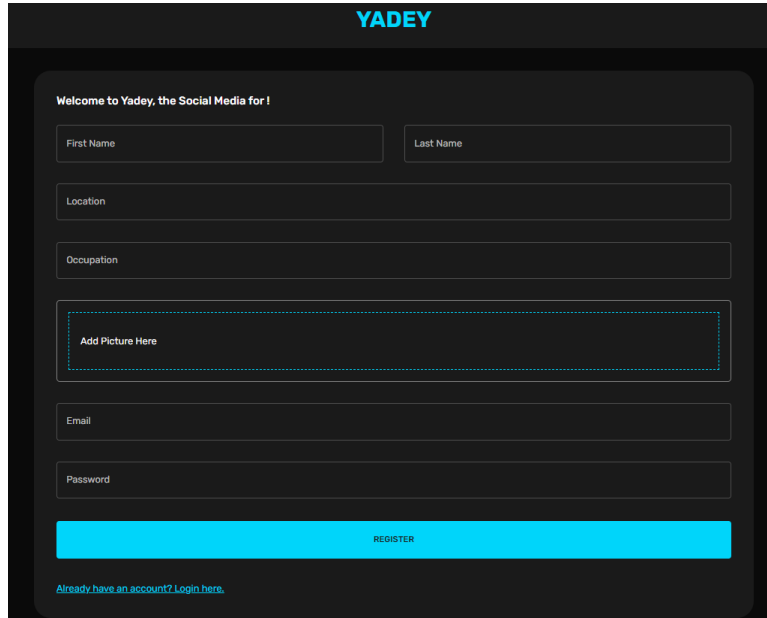 YADEY
Welcome to Yadey, the Social Media for !
First Name
Last Name
Location
Occupation
Add Picture Here
Email
Password
REGISTER
Already have an account? Login here.